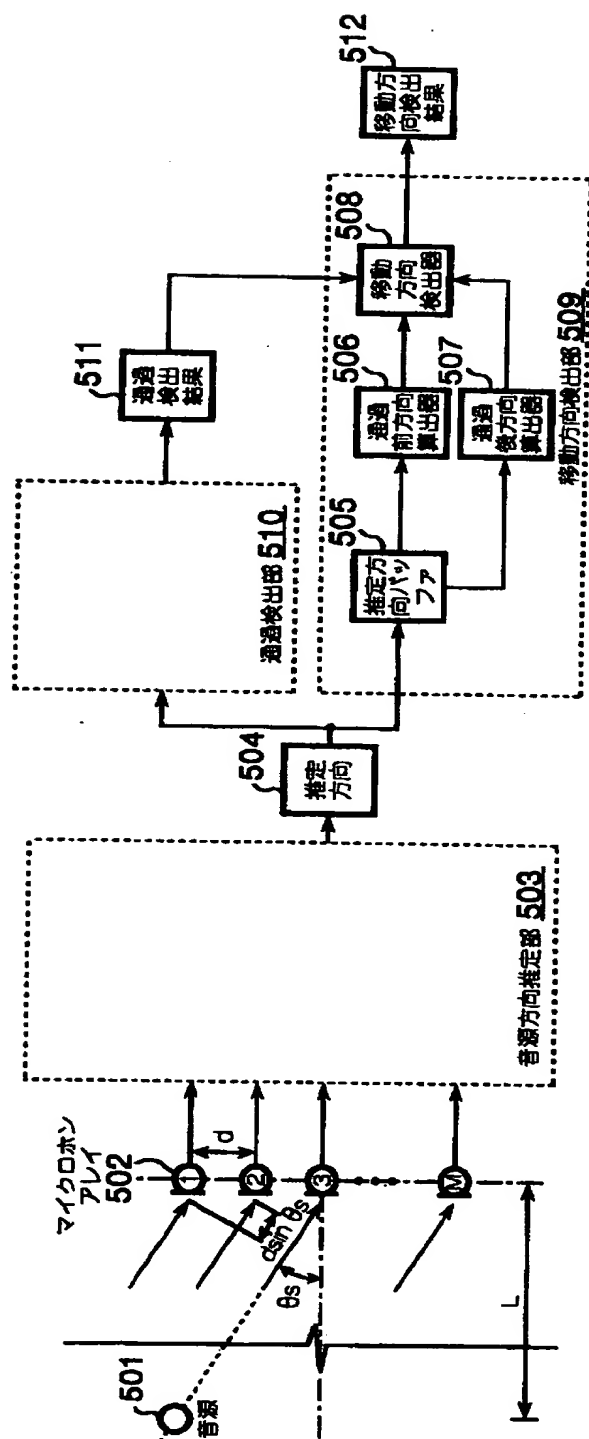 501
音源
マイクロホン
アレイ
502
1
2
3
M
d
dsin θs
θs
L
音源方向推定部 503
504
推定
方向
通過検出部 510
511
通過
検出
結果
505
推定方
向バッ
ファ
506
通過
前方向
算出器
507
通過
後方向
算出器
508
移動
方向
検出器
移動方向検出部 509
512
移動方
向検出
結果